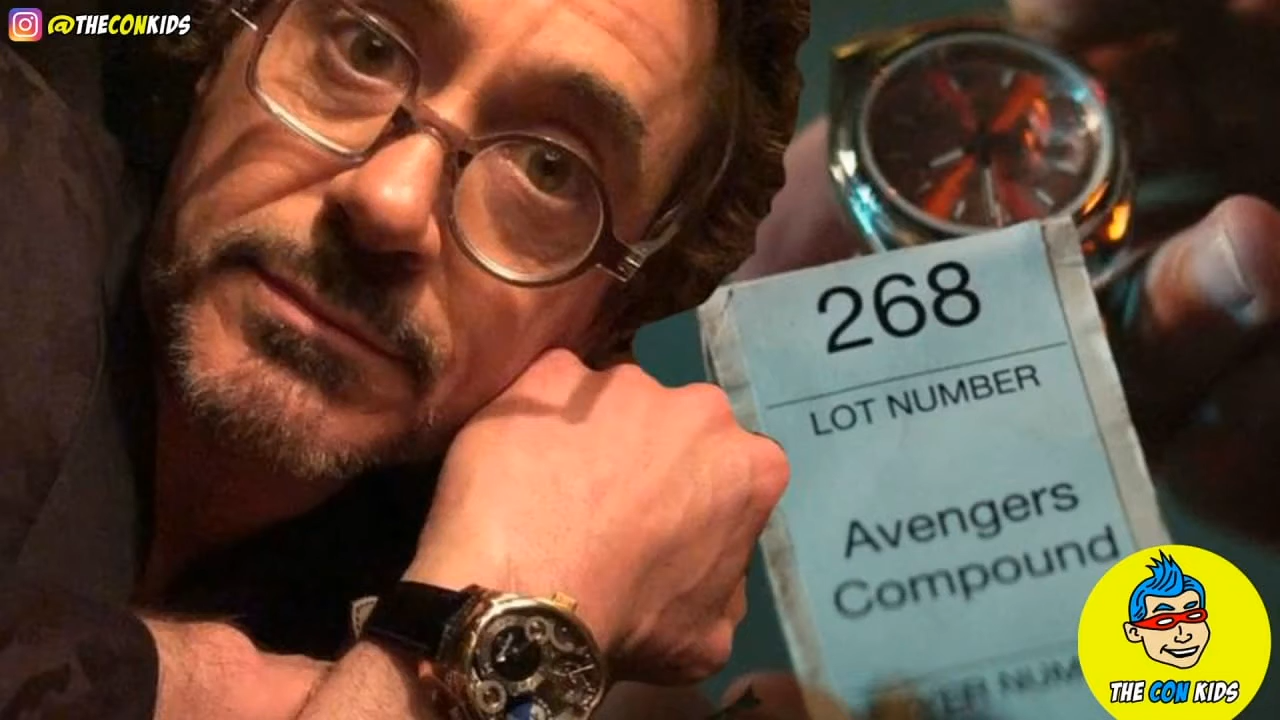 @THECONKIDS
268
LOT NUMBER
Avengers
Compound
THE CON KIDS